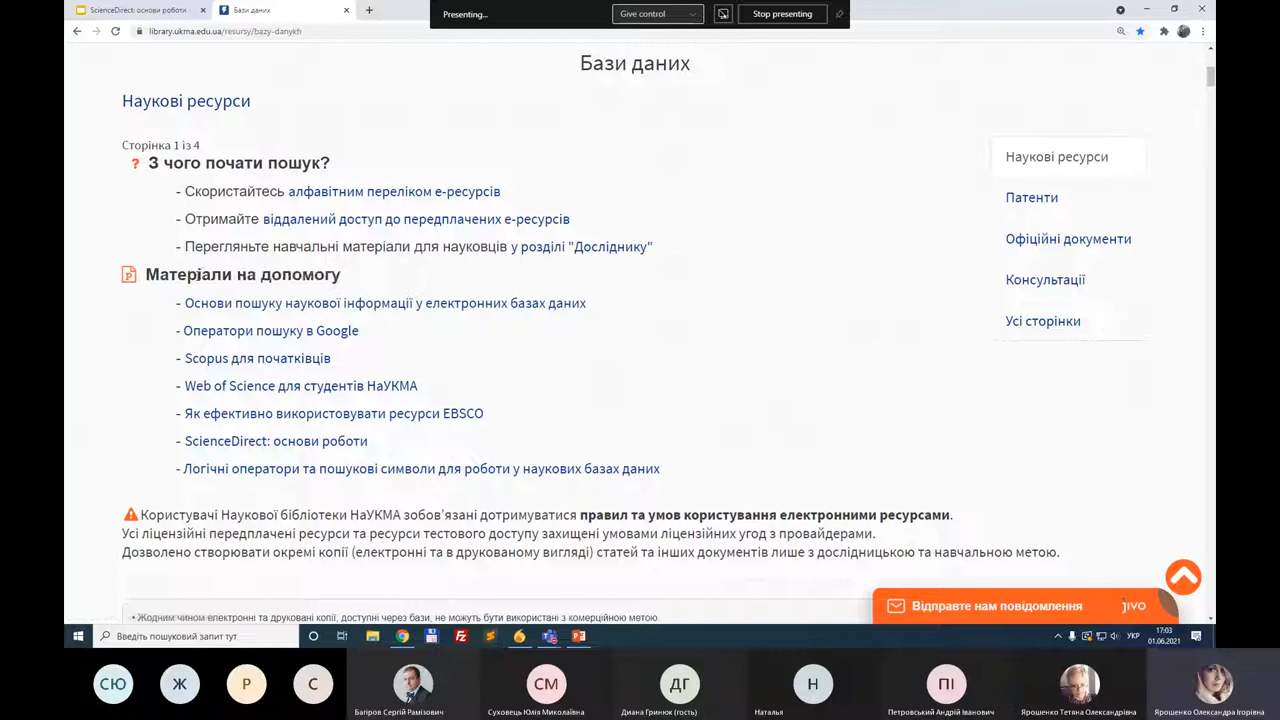 ScienceDirect: основи роботи -
Бази даних
Presenting...
Give control
Stop presenting
library.ukma.edu.ua/resursy/bazy-danykh
Бази даних
Наукові ресурси
Сторінка 1 із 4
? З чого почати пошук?
- Скористайтесь алфавітним переліком е-ресурсів
- Отримайте віддалений доступ до передплачених е-ресурсів
- Перегляньте навчальні матеріали для науковців у розділі "Досліднику"
Матеріали на допомогу
- Основи пошуку наукової інформації у електронних базах даних
- Оператори пошуку в Google
- Scopus для початківців
- Web of Science для студентів НаУКМА
- Як ефективно використовувати ресурси EBSCO
- ScienceDirect: основи роботи
- Логічні оператори та пошукові символи для роботи у наукових базах даних
Наукові ресурси
Патенти
Офіційні документи
Консультації
Усі сторінки
Користувачі Наукової бібліотеки НаУКМА зобов'язані дотримуватися правил та умов користування електронними ресурсами.
Усі ліцензійні передплачені ресурси та ресурси тестового доступу захищені умовами ліцензійних угод з провайдерами.
Дозволено створювати окремі копії (електронні та в друкованому вигляді) статей та інших документів лише з дослідницькою та навчальною метою.
• Жодним чином електронні та друковані копії, доступні через бази, не можуть бути використані з комерційною метою.
Відправте нам повідомлення jivo
Введіть пошуковий запит тут
УКР
17:03
01.06.2021
СЮ
Ж
Р
С
СМ
ДГ
Н
ПІ
Багіров Сергій Рамізович
Суховець Юлія Миколаївна
Диана Гринюк (гость)
Наталья
Петровський Андрій Іванович
Ярошенко Тетяна Олександрівна
Ярошенко Олександра Ігорівна